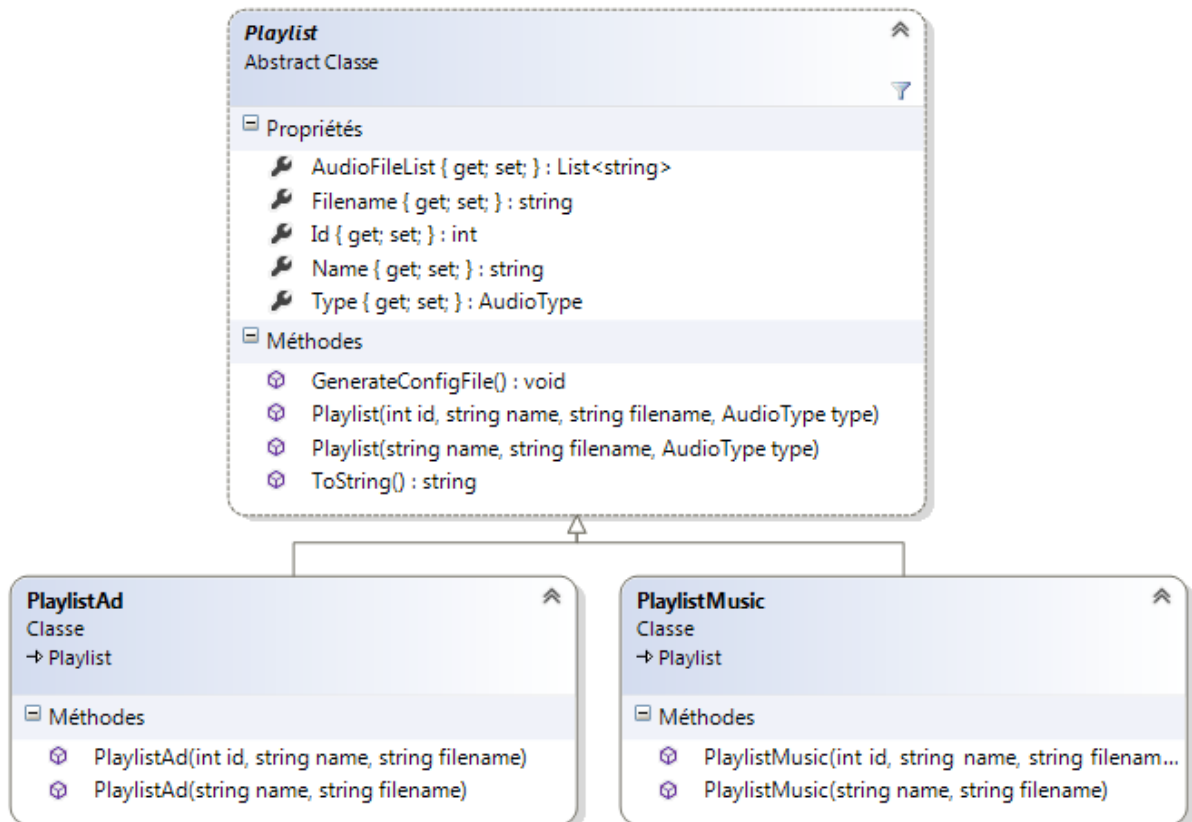 Playlist
Abstract Classe
Propriétés
AudioFileList { get; set; } : List<string>
Filename { get; set; } : string
Id { get; set; } : int
Name { get; set; } : string
Type { get; set; } : AudioType
Méthodes
GenerateConfigFile() : void
Playlist(int id, string name, string filename, AudioType type)
Playlist(string name, string filename, AudioType type)
ToString() : string
PlaylistAd
Classe
Playlist
Méthodes
PlaylistAd(int id, string name, string filename)
PlaylistAd(string name, string filename)
PlaylistMusic
Classe
Playlist
Méthodes
PlaylistMusic(int id, string name, string filenam...
PlaylistMusic(string name, string filename)